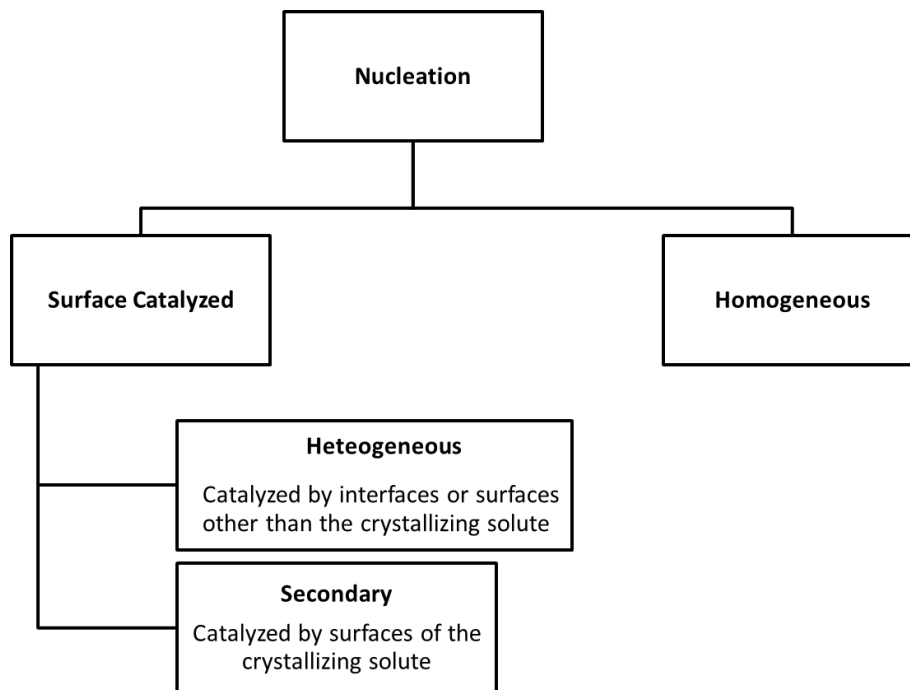 Nucleation
Surface Catalyzed
Homogeneous
Heteogeneous
Catalyzed by interfaces or surfaces
other than the crystallizing solute
Secondary
Catalyzed by surfaces of the
crystallizing solute